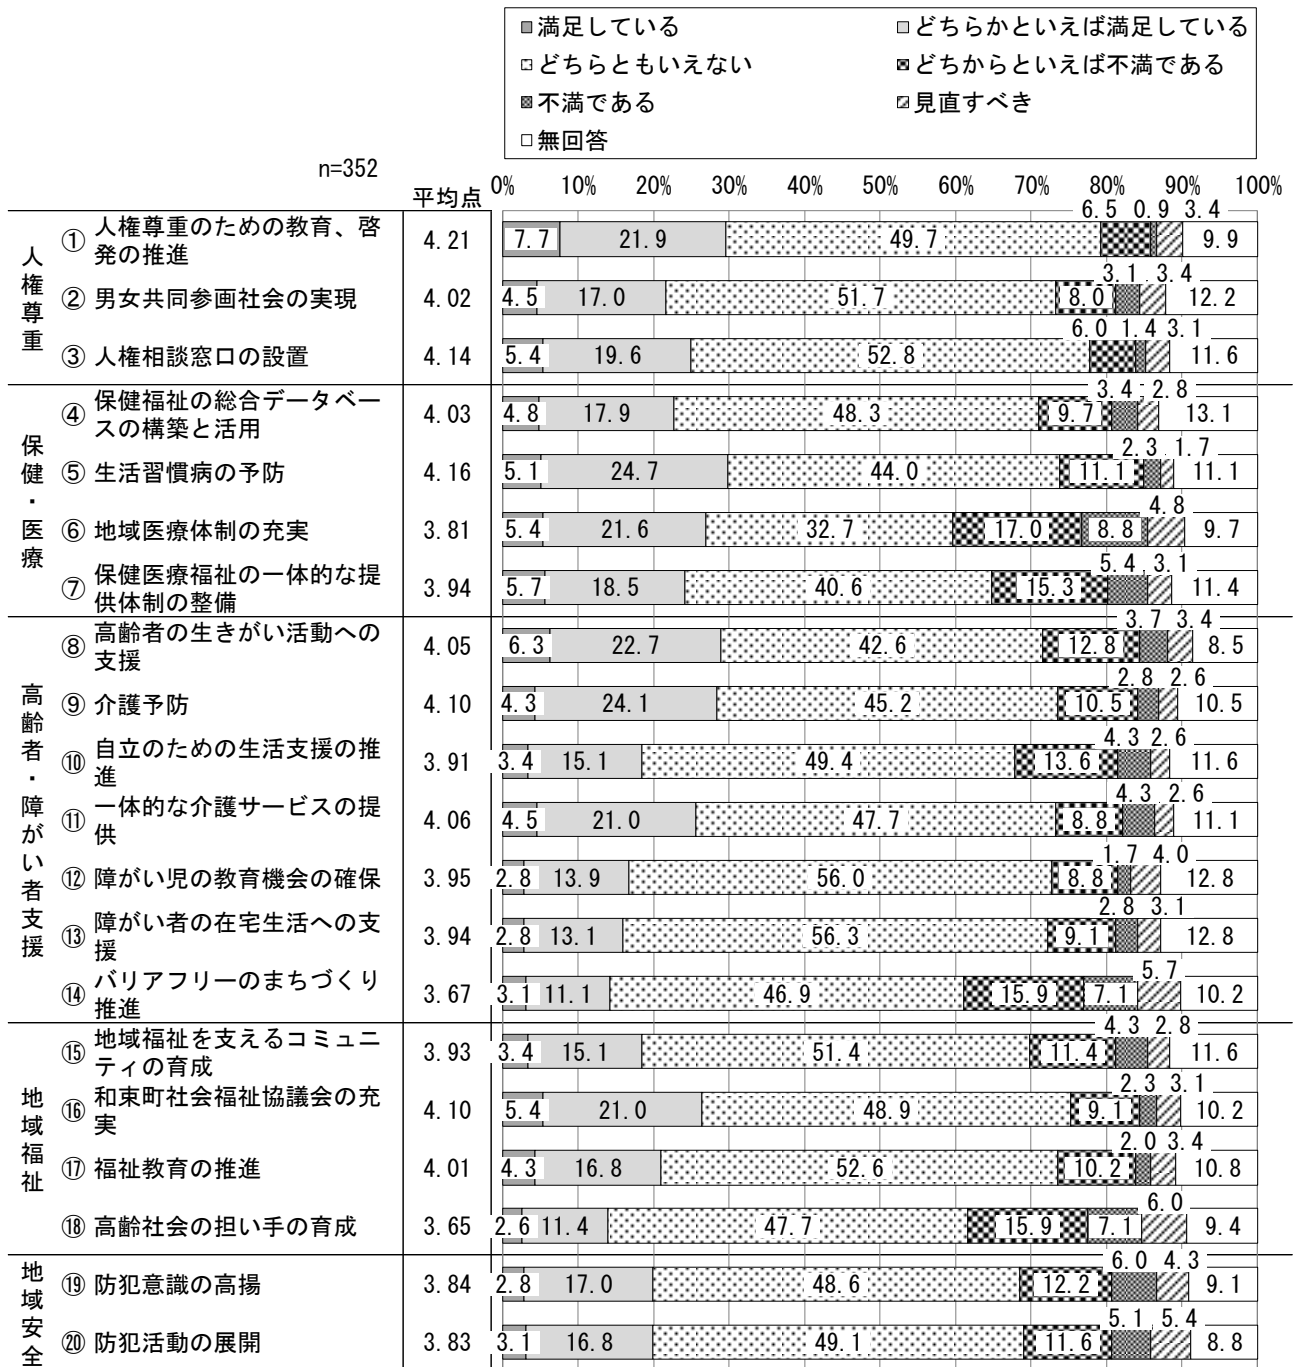 満足している
どちらかといえば満足している
どちらともいえない
どちからといえば不満である
不満である
見直すべき
無回答
n=352
平均点
0% 10% 20% 30% 40% 50% 60% 70% 80% 90% 100%
人権尊重
① 人権尊重のための教育、啓
発の推進
4.21 7.7 21.9 49.7 6.5 0.9 3.4 9.9
② 男女共同参画社会の実現 4.02 4.5 17.0 51.7 8.0 3.1 3.4 12.2
③ 人権相談窓口の設置 4.14 5.4 19.6 52.8 6.0 1.4 3.1 11.6
保健・医療
④ 保健福祉の総合データベー
スの構築と活用
4.03 4.8 17.9 48.3 9.7 3.4 2.8 13.1
⑤ 生活習慣病の予防 4.16 5.1 24.7 44.0 11.1 2.3 1.7 11.1
⑥ 地域医療体制の充実 3.81 5.4 21.6 32.7 17.0 8.8 4.8 9.7
⑦ 保健医療福祉の一体的な提
供体制の整備
3.94 5.7 18.5 40.6 15.3 5.4 3.1 11.4
高齢者・障がい者支援
⑧ 高齢者の生きがい活動への
支援
4.05 6.3 22.7 42.6 12.8 3.7 3.4 8.5
⑨ 介護予防 4.10 4.3 24.1 45.2 10.5 2.8 2.6 10.5
⑩ 自立のための生活支援の推
進
3.91 3.4 15.1 49.4 13.6 4.3 2.6 11.6
⑪ 一体的な介護サービスの提
供
4.06 4.5 21.0 47.7 8.8 4.3 2.6 11.1
⑫ 障がい児の教育機会の確保 3.95 2.8 13.9 56.0 8.8 1.7 4.0 12.8
⑬ 障がい者の在宅生活への支
援
3.94 2.8 13.1 56.3 9.1 2.8 3.1 12.8
⑭ バリアフリーのまちづくり
推進
3.67 3.1 11.1 46.9 15.9 7.1 5.7 10.2
地域福祉
⑮ 地域福祉を支えるコミュニ
ティの育成
3.93 3.4 15.1 51.4 11.4 4.3 2.8 11.6
⑯ 和束町社会福祉協議会の充
実
4.10 5.4 21.0 48.9 9.1 2.3 3.1 10.2
⑰ 福祉教育の推進 4.01 4.3 16.8 52.6 10.2 2.0 3.4 10.8
⑱ 高齢社会の担い手の育成 3.65 2.6 11.4 47.7 15.9 7.1 6.0 9.4
地域安全
⑲ 防犯意識の高揚 3.84 2.8 17.0 48.6 12.2 6.0 4.3 9.1
⑳ 防犯活動の展開 3.83 3.1 16.8 49.1 11.6 5.1 5.4 8.8